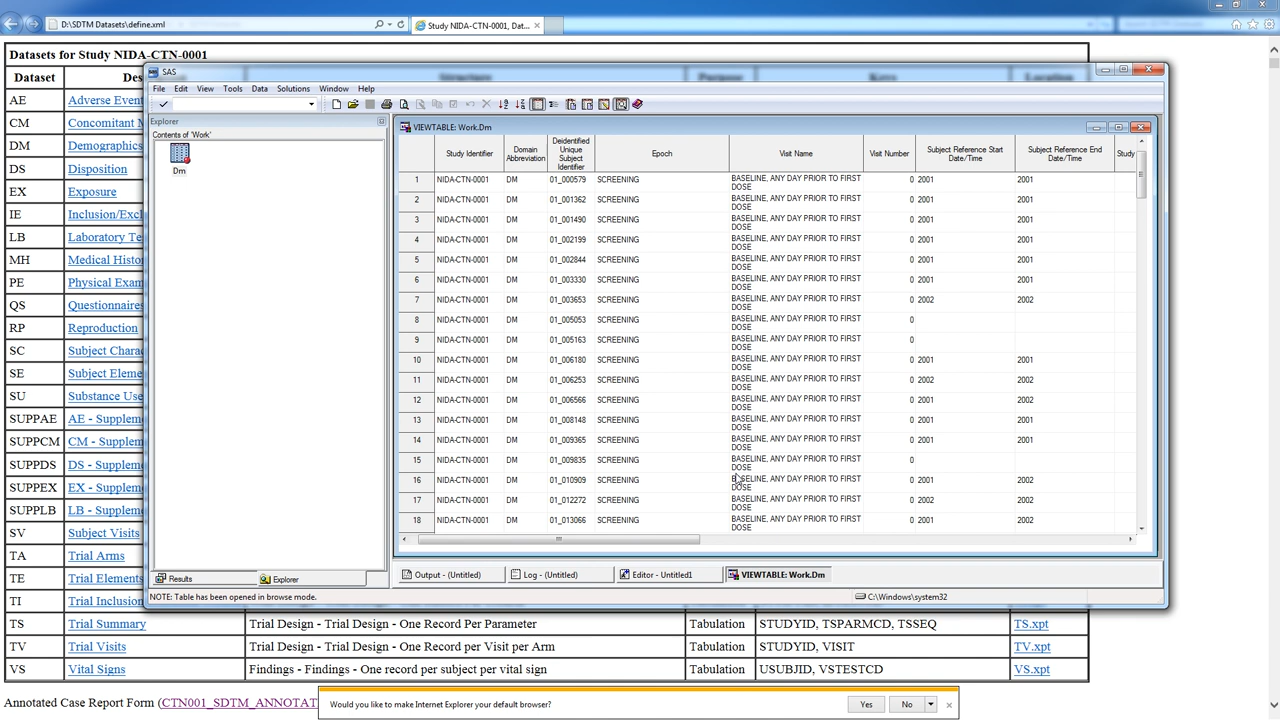 D:\SDTM Datasets\define.xml
Study NIDA-CTN-0001, Dat...
Datasets for Study NIDA-CTN-0001
Dataset
AE
Adverse Event
CM
Concomitant M
DM
Demographics
DS
Disposition
EX
Exposure
IE
Inclusion/Excl
LB
Laboratory Te
MH
Medical Histo
PE
Physical Exam
QS
Questionnaires
RP
Reproduction
SC
Subject Charac
SE
Subject Eleme
SU
Substance Use
SUPPAE
AE - Suppleme
SUPPCM
CM - Supplem
SUPPDS
DS - Suppleme
SUPPEX
EX - Suppleme
SUPPLB
LB - Suppleme
SV
Subject Visits
TA
Trial Arms
TE
Trial Elements
TI
Trial Inclusion
TS
Trial Summary
Trial Design - Trial Design - One Record Per Parameter
Tabulation
STUDYID, TSPARMCD, TSSEQ
TS.xpt
TV
Trial Visits
Trial Design - Trial Design - One Record Per Visit per Arm
Tabulation
STUDYID, VISIT
TV.xpt
VS
Vital Signs
Findings - Findings - One record per subject per vital sign
Tabulation
USUBJID, VSTESTCD
VS.xpt
Annotated Case Report Form (CTN001_SDTM_ANNOTAT
SAS
File Edit View Tools Data Solutions Window Help
Explorer
Contents of 'Work'
Dm
Results
Explorer
VIEWTABLE: Work.Dm
Study Identifier
Domain
Abbreviation
Deidentified
Unique
Subject
Identifier
Epoch
Visit Name
Visit Number
Subject Reference Start
Date/Time
Subject Reference End
Date/Time
Study
1 NIDA-CTN-0001 DM 01_000579 SCREENING BASELINE, ANY DAY PRIOR TO FIRST 0 2001 2001
DOSE
2 NIDA-CTN-0001 DM 01_001362 SCREENING BASELINE, ANY DAY PRIOR TO FIRST 0 2001 2001
DOSE
3 NIDA-CTN-0001 DM 01_001490 SCREENING BASELINE, ANY DAY PRIOR TO FIRST 0 2001 2001
DOSE
4 NIDA-CTN-0001 DM 01_002199 SCREENING BASELINE, ANY DAY PRIOR TO FIRST 0 2001 2001
DOSE
5 NIDA-CTN-0001 DM 01_002844 SCREENING BASELINE, ANY DAY PRIOR TO FIRST 0 2001 2001
DOSE
6 NIDA-CTN-0001 DM 01_003330 SCREENING BASELINE, ANY DAY PRIOR TO FIRST 0 2001 2001
DOSE
7 NIDA-CTN-0001 DM 01_003653 SCREENING BASELINE, ANY DAY PRIOR TO FIRST 0 2002 2002
DOSE
8 NIDA-CTN-0001 DM 01_005053 SCREENING BASELINE, ANY DAY PRIOR TO FIRST 0
DOSE
9 NIDA-CTN-0001 DM 01_005163 SCREENING BASELINE, ANY DAY PRIOR TO FIRST 0
DOSE
10 NIDA-CTN-0001 DM 01_006180 SCREENING BASELINE, ANY DAY PRIOR TO FIRST 0 2001 2001
DOSE
11 NIDA-CTN-0001 DM 01_006253 SCREENING BASELINE, ANY DAY PRIOR TO FIRST 0 2002 2002
DOSE
12 NIDA-CTN-0001 DM 01_006566 SCREENING BASELINE, ANY DAY PRIOR TO FIRST 0 2001 2002
DOSE
13 NIDA-CTN-0001 DM 01_008148 SCREENING BASELINE, ANY DAY PRIOR TO FIRST 0 2001 2001
DOSE
14 NIDA-CTN-0001 DM 01_009365 SCREENING BASELINE, ANY DAY PRIOR TO FIRST 0 2001 2001
DOSE
15 NIDA-CTN-0001 DM 01_009835 SCREENING BASELINE, ANY DAY PRIOR TO FIRST 0
DOSE
16 NIDA-CTN-0001 DM 01_010909 SCREENING BASELINE, ANY DAY PRIOR TO FIRST 0 2001 2002
DOSE
17 NIDA-CTN-0001 DM 01_012272 SCREENING BASELINE, ANY DAY PRIOR TO FIRST 0 2002 2002
DOSE
18 NIDA-CTN-0001 DM 01_013066 SCREENING BASELINE, ANY DAY PRIOR TO FIRST 0 2001 2002
DOSE
Output - (Untitled)
Log - (Untitled)
Editor - Untitled1
VIEWTABLE: Work.Dm
NOTE: Table has been opened in browse mode.
C:\Windows\system32
Would you like to make Internet Explorer your default browser?
Yes
No